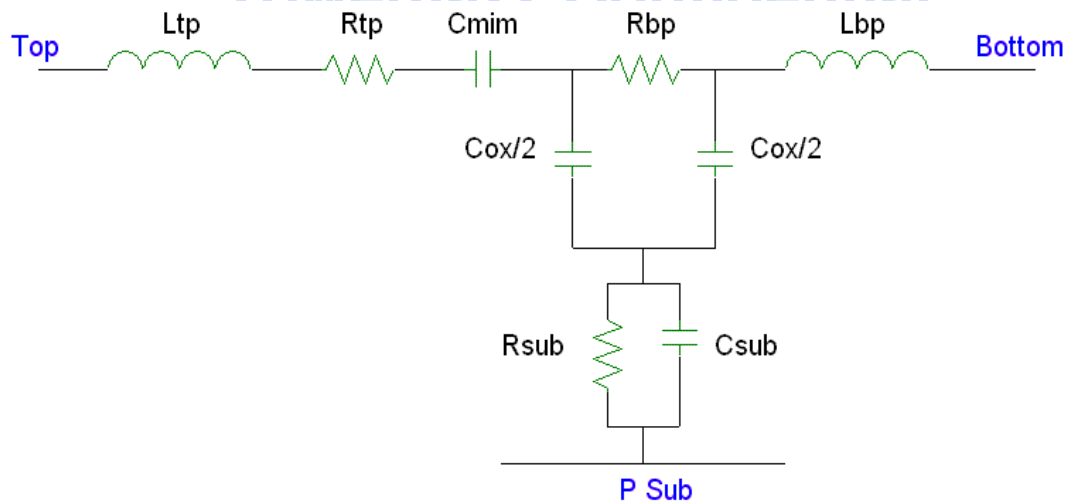 Ltp
Rtp
Cmim
Rbp
Lbp
Top
Bottom
Cox/2
Cox/2
Rsub
Csub
P Sub